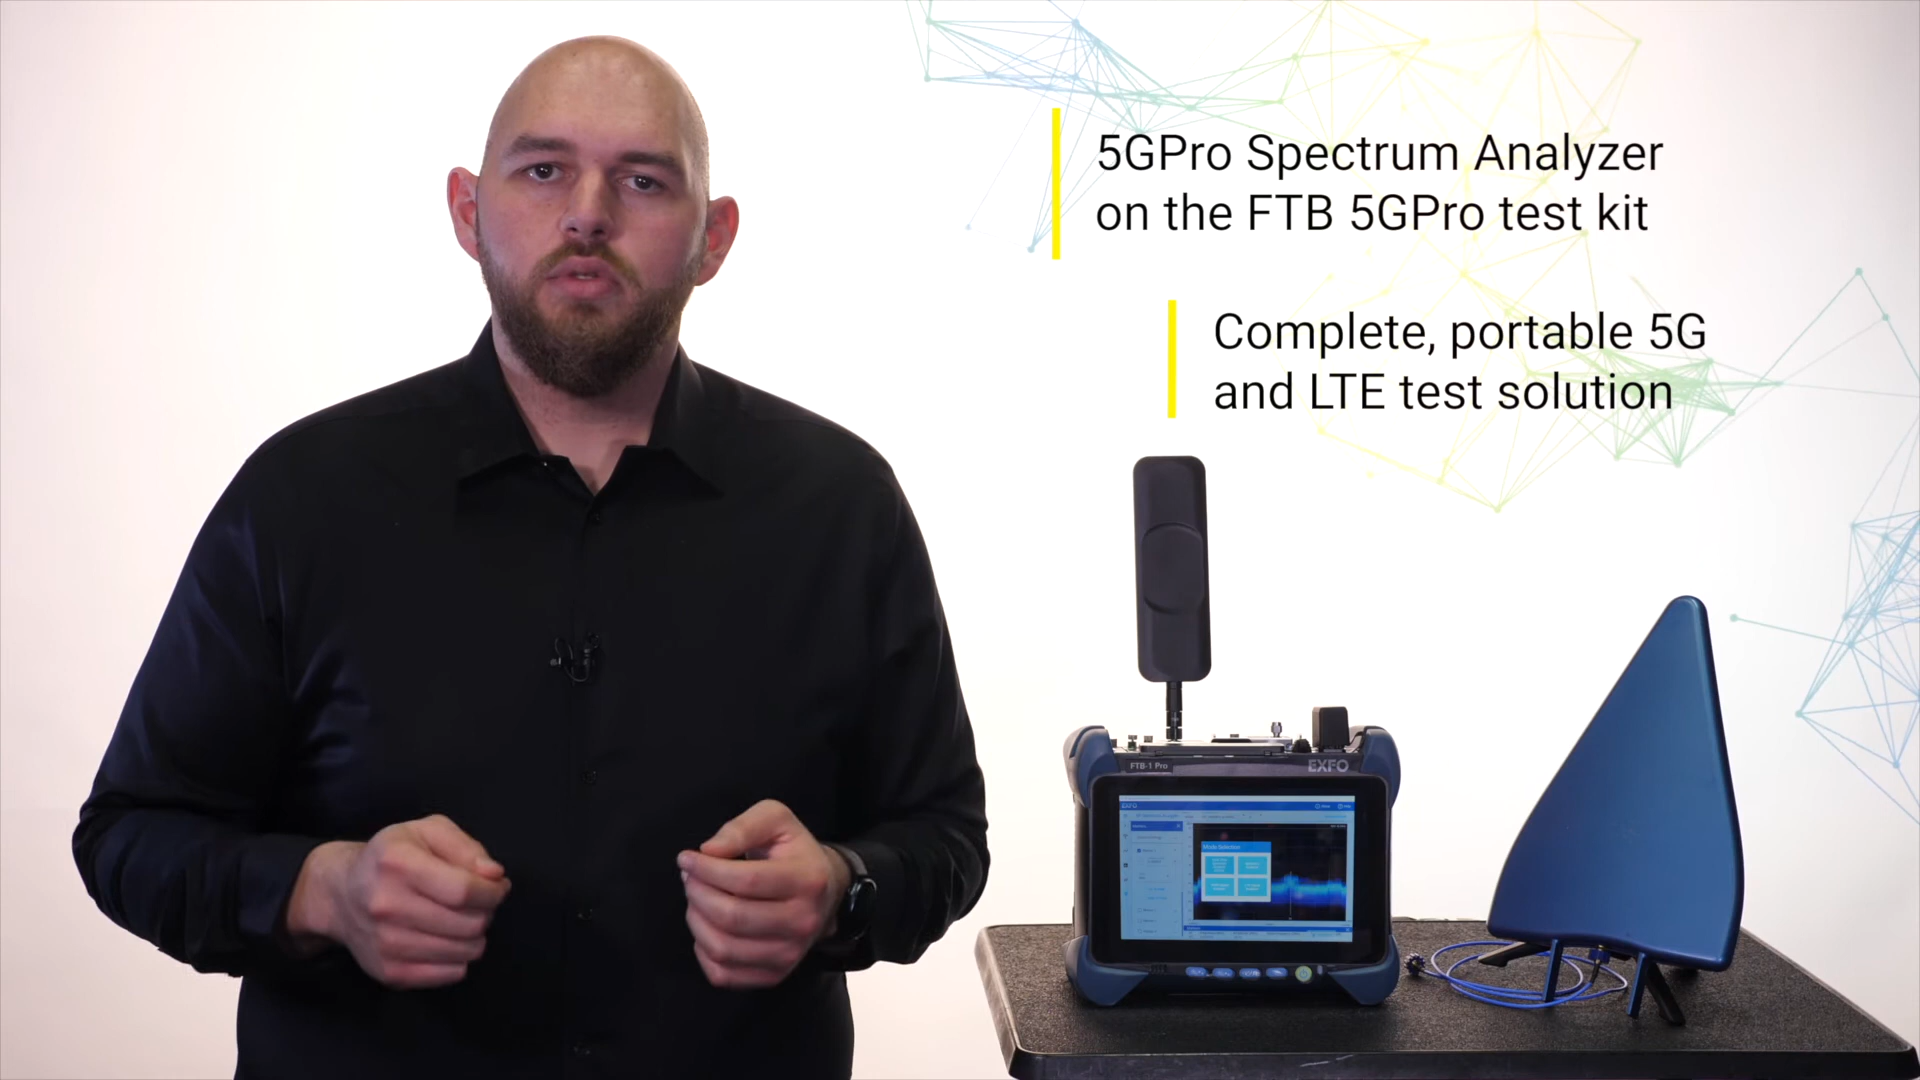 5GPro Spectrum Analyzer
on the FTB 5GPro test kit
Complete, portable 5G
and LTE test solution
FTB-1 Pro
EXFO
EXFO
Mode Selection
EXFO